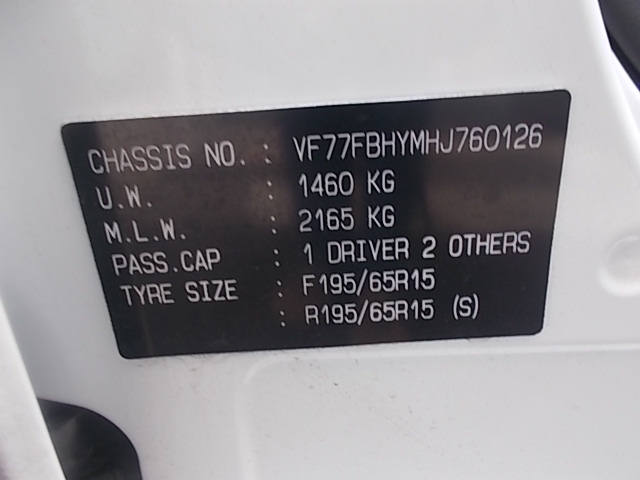 CHASSIS NO. : VF77FBHYMHJ760126
U.W. : 1460 KG
M.L.W. : 2165 KG
PASS.CAP : 1 DRIVER 2 OTHERS
TYRE SIZE : F195/65R15
: R195/65R15 (S)